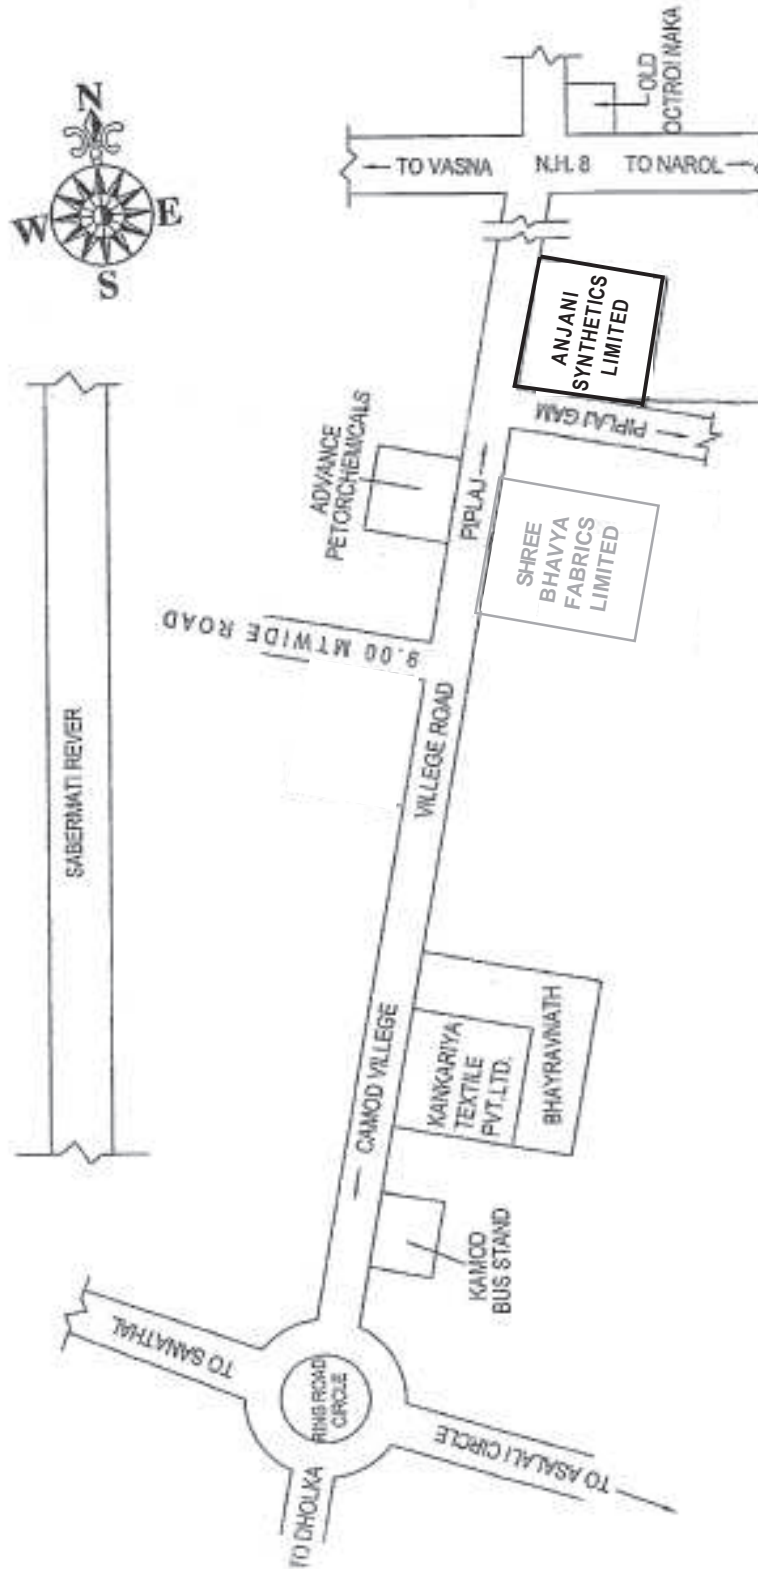 N
W
E
S
OLD
OCTROI NAKA
TO VASNA
N.H. 8
TO NAROL
ANJANI
SYNTHETICS
LIMITED
PIPLAJ GAM
ADVANCE
PETORCHEMICALS
PIPLAJ
SHREE
BHAVYA
FABRICS
LIMITED
9.00 MTWIDE ROAD
SABERMATI REVER
VILLEGE ROAD
CAMOD VILLEGE
KANKARIYA
TEXTILE
PVT.LTD.
BHAYRAVNATH
KAMOD
BUS STAND
TO SANATHAL
RING ROAD
CIRCLE
TO DHOLKA
TO ASALALI CIRCLE